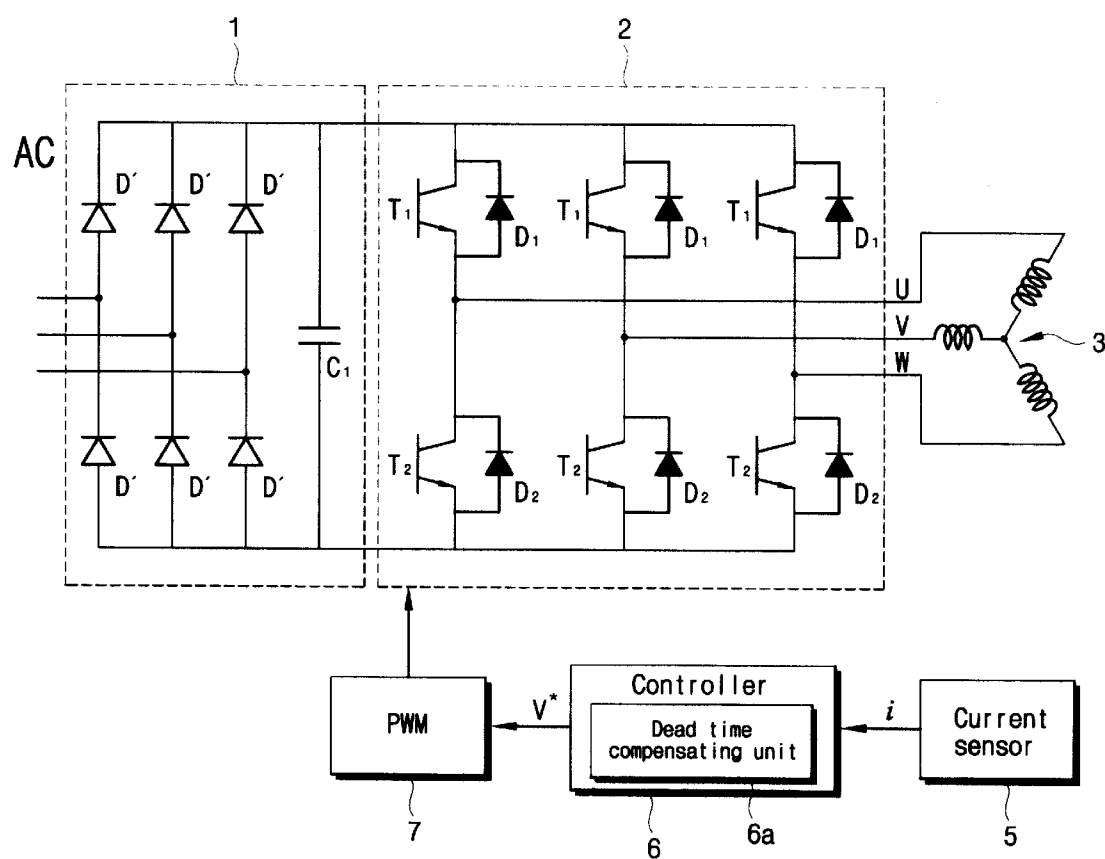 1
2
AC
D′ D′ D′
T₁ D₁ T₁ D₁ T₁ D₁
U
V
3
W
C₁
D′ D′ D′
T₂ D₂ T₂ D₂ T₂ D₂
PWM
V*
Controller
Dead time
compensating unit
i
Current
sensor
7
6
6a
5